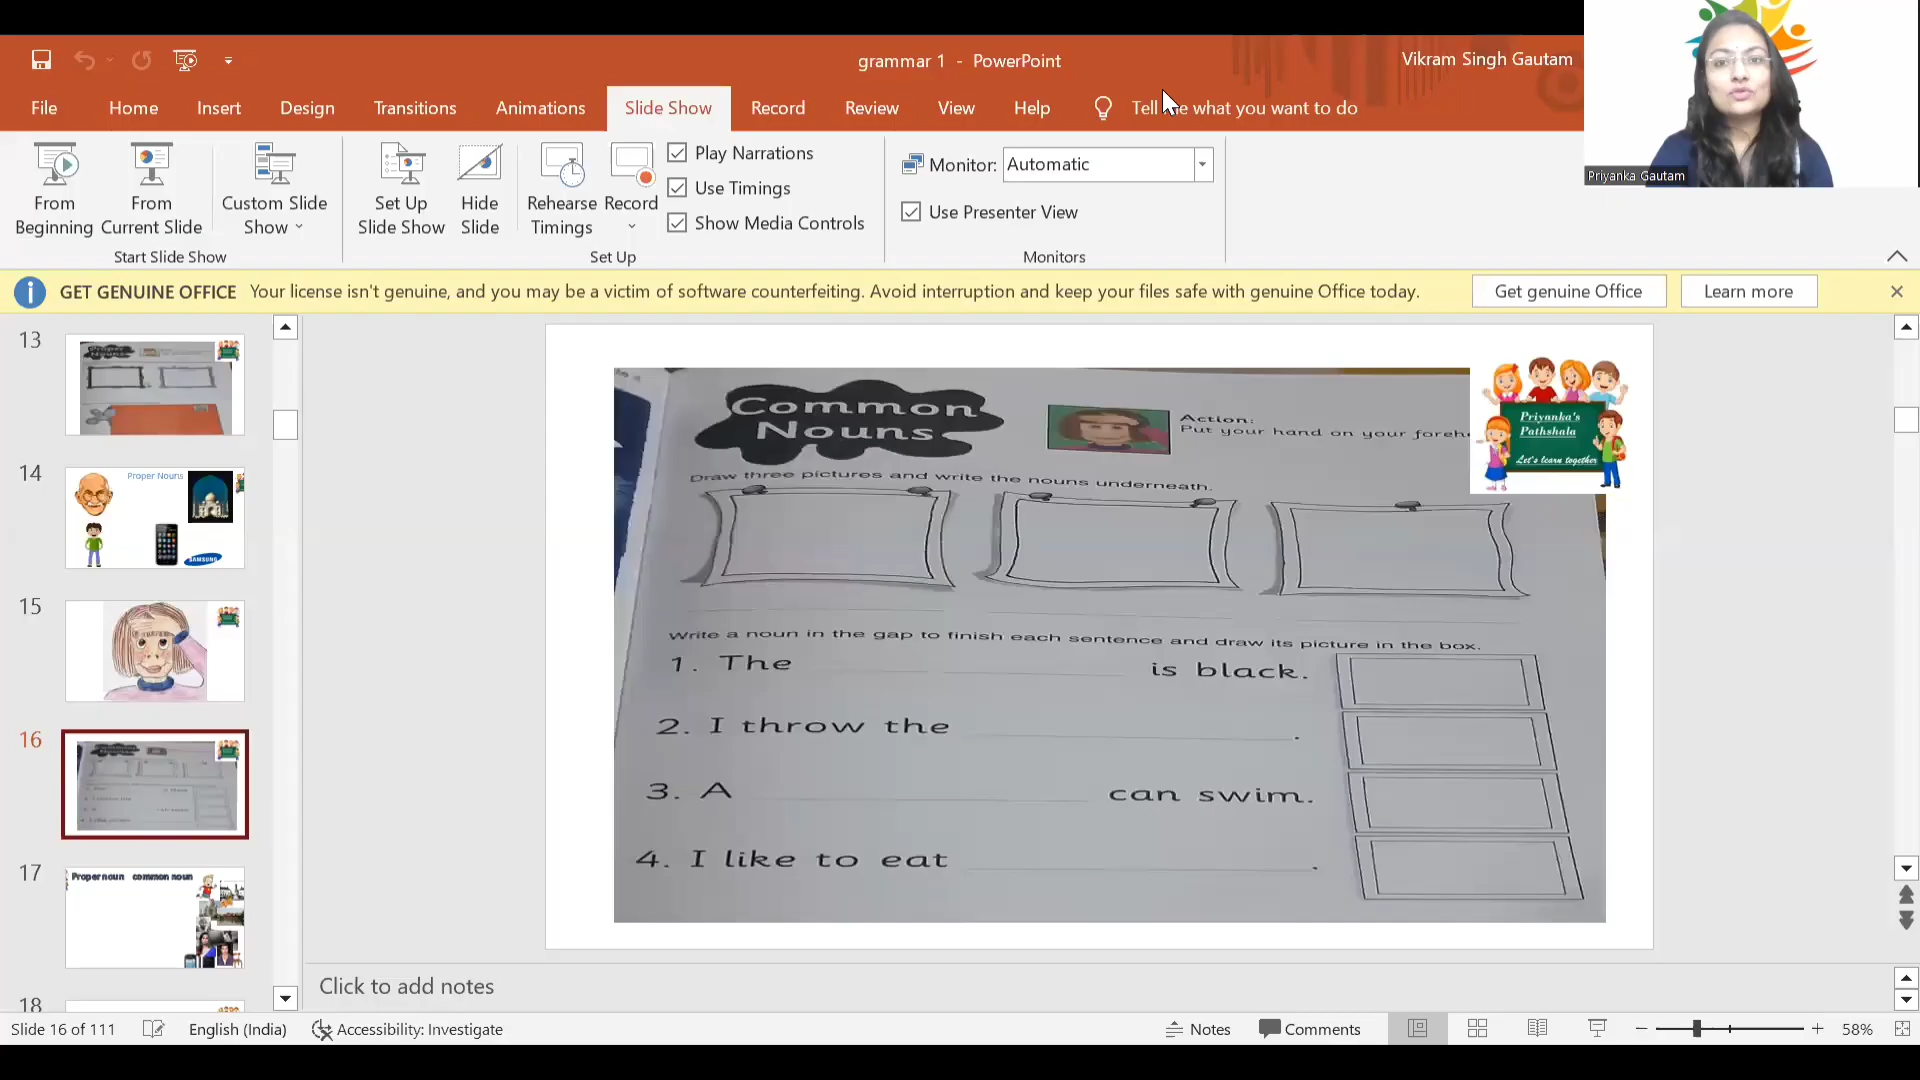 grammar 1 - PowerPoint
Vikram Singh Gautam
File Home Insert Design Transitions Animations Slide Show Record Review View Help Tell me what you want to do
Priyanka Gautam
From Beginning
From Current Slide
Custom Slide Show
Set Up Slide Show
Hide Slide
Rehearse Timings
Record
Play Narrations
Use Timings
Show Media Controls
Monitor: Automatic
Use Presenter View
Start Slide Show
Set Up
Monitors
GET GENUINE OFFICE Your license isn't genuine, and you may be a victim of software counterfeiting. Avoid interruption and keep your files safe with genuine Office today.
Get genuine Office
Learn more
13
14
Proper Nouns
SAMSUNG
15
16
17
Proper noun common noun
18
Common
Nouns
Action:
Put your hand on your
Priyanka's
Pathshala
Let's learn together
Draw three pictures and write the nouns underneath.
Write a noun in the gap to finish each sentence and draw its picture in the box.
1. The is black.
2. I throw the .
3. A can swim.
4. I like to eat .
Click to add notes
Slide 16 of 111 English (India) Accessibility: Investigate Notes Comments 58%